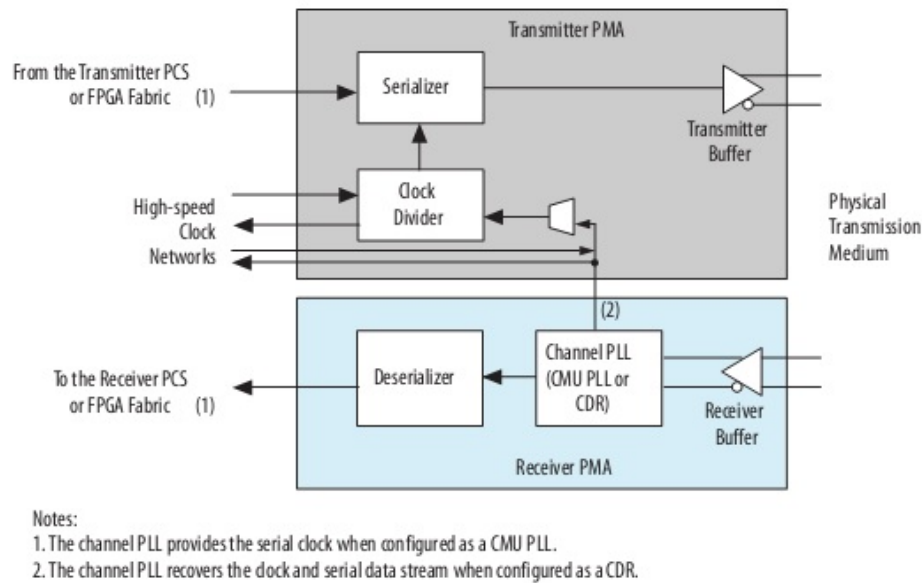 Transmitter PMA
From the Transmitter PCS
or FPGA Fabric (1)
Serializer
Transmitter
Buffer
Clock
Divider
High-speed
Clock
Networks
Physical
Transmission
Medium
(2)
To the Receiver PCS
or FPGA Fabric (1)
Deserializer
Channel PLL
(CMU PLL or
CDR)
Receiver
Buffer
Receiver PMA
Notes:
1. The channel PLL provides the serial clock when configured as a CMU PLL.
2. The channel PLL recovers the clock and serial data stream when configured as a CDR.